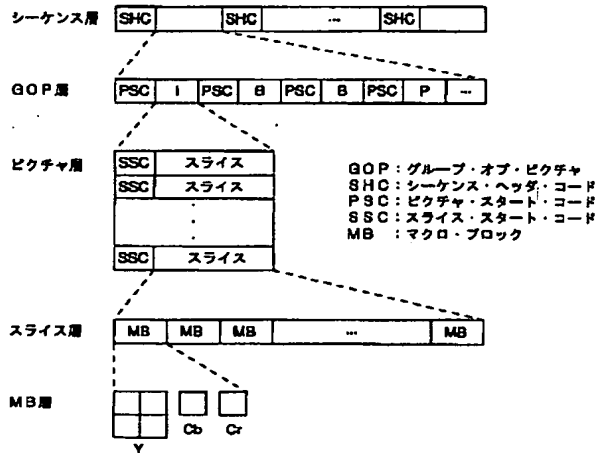 シーケンス層 SHC SHC ... SHC
GOP層 PSC I PSC B PSC B PSC P ...
ピクチャ層
SSC スライス
SSC スライス
SSC スライス
GOP：グループ・オブ・ピクチャ
SHC：シーケンス・ヘッダ・コード
PSC：ピクチャ・スタート・コード
SSC：スライス・スタート・コード
MB：マクロ・ブロック
スライス層 MB MB MB ... MB
MB層
Cb Cr
Y